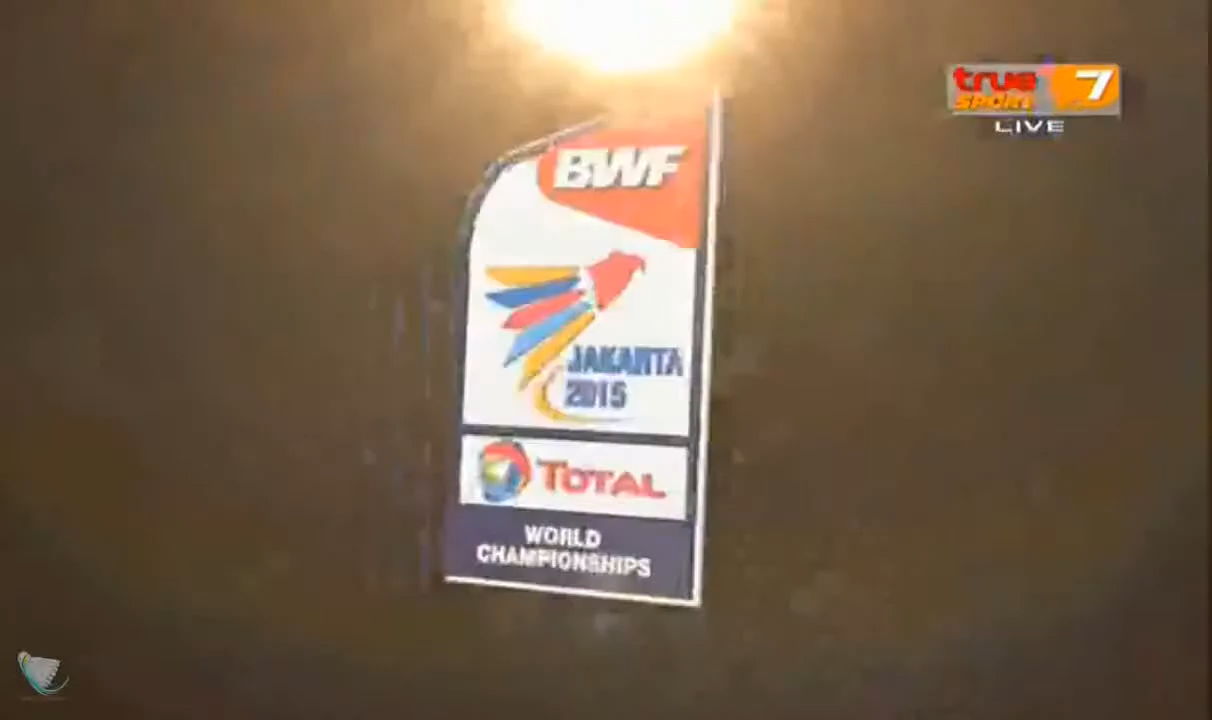 true
SPORT 7
LIVE
BWF
JAKARTA
2015
TOTAL
WORLD
CHAMPIONSHIPS